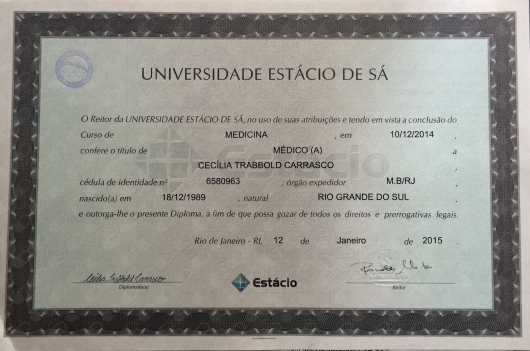 UNIVERSIDADE ESTÁCIO DE SÁ
O Reitor da UNIVERSIDADE ESTÁCIO DE SÁ, no uso de suas atribuições e tendo em vista a conclusão do
Curso de MEDICINA , em 10/12/2014 ,
confere o título de MÉDICO (A) a
CECÍLIA TRABBOLD CARRASCO ,
cédula de identidade nº 6580963 , órgão expedidor M.B/RJ ,
nascido(a) em 18/12/1989 , natural RIO GRANDE DO SUL
e outorga-lhe o presente Diploma, a fim de que possa gozar de todos os direitos e prerrogativas legais.
Rio de Janeiro - RJ, 12 de Janeiro de 2015 .
Diplomado(a)
Estácio
Reitor